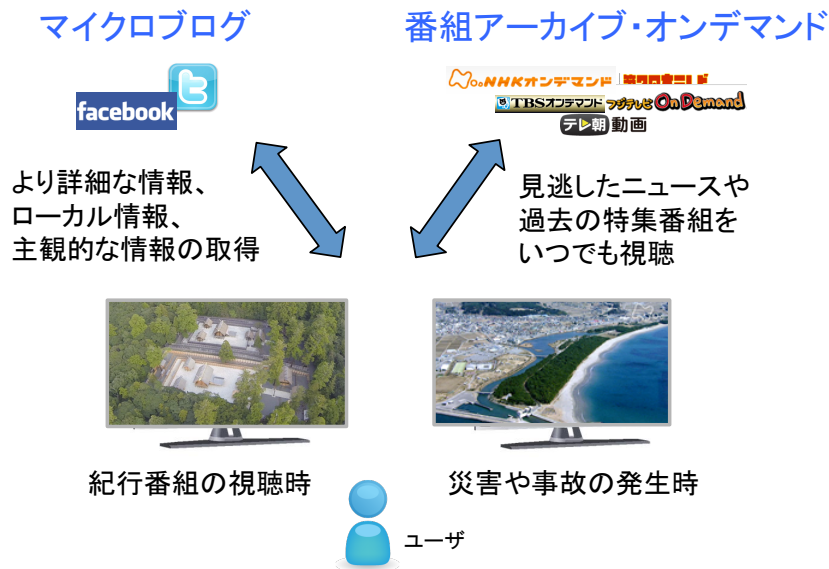 マイクロブログ
番組アーカイブ・オンデマンド
facebook
NHKオンデマンド
TBSオンデマンド フジテレビ OnDemand
テレ朝動画
より詳細な情報、
ローカル情報、
主観的な情報の取得
見逃したニュースや
過去の特集番組を
いつでも視聴
紀行番組の視聴時
災害や事故の発生時
ユーザ